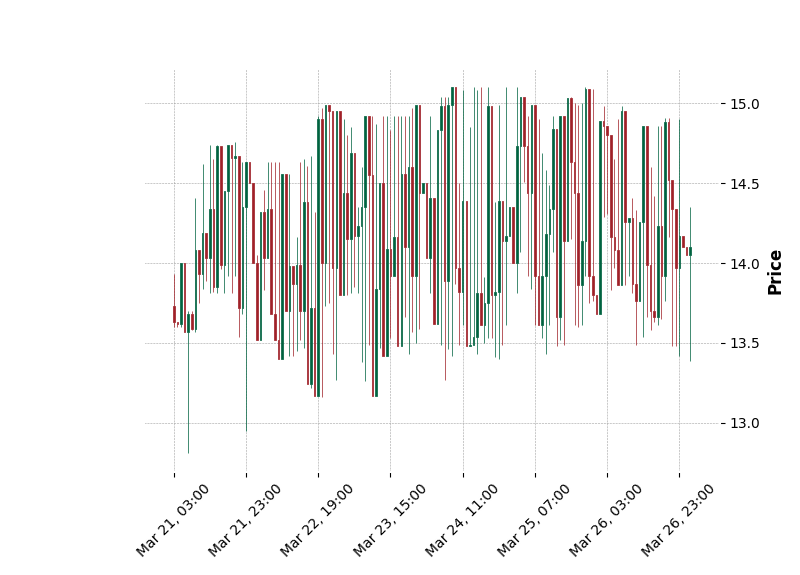 15.0
14.5
14.0
13.5
13.0
Price
Mar 21, 03:00
Mar 21, 23:00
Mar 22, 19:00
Mar 23, 15:00
Mar 24, 11:00
Mar 25, 07:00
Mar 26, 03:00
Mar 26, 23:00